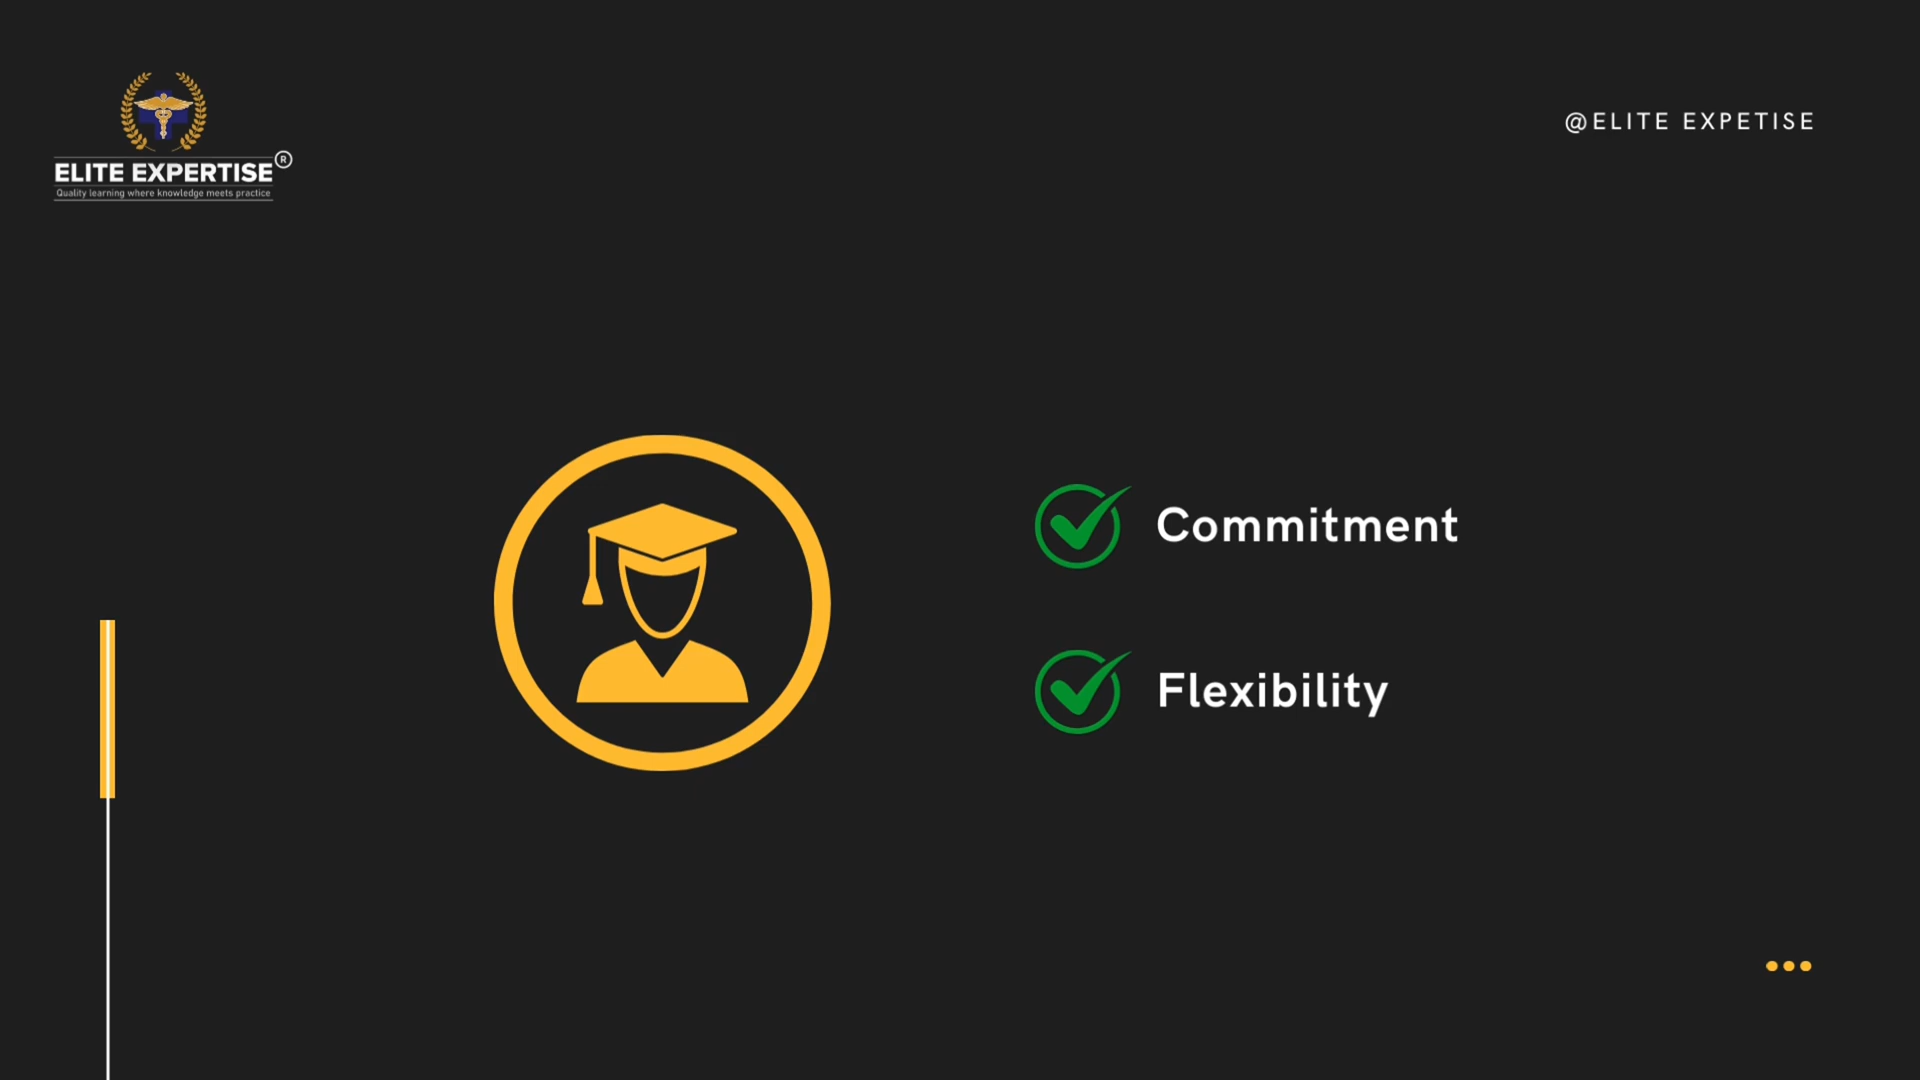 ELITE EXPERTISE®
Quality learning where knowledge meets practice
@ELITE EXPETISE
Commitment
Flexibility